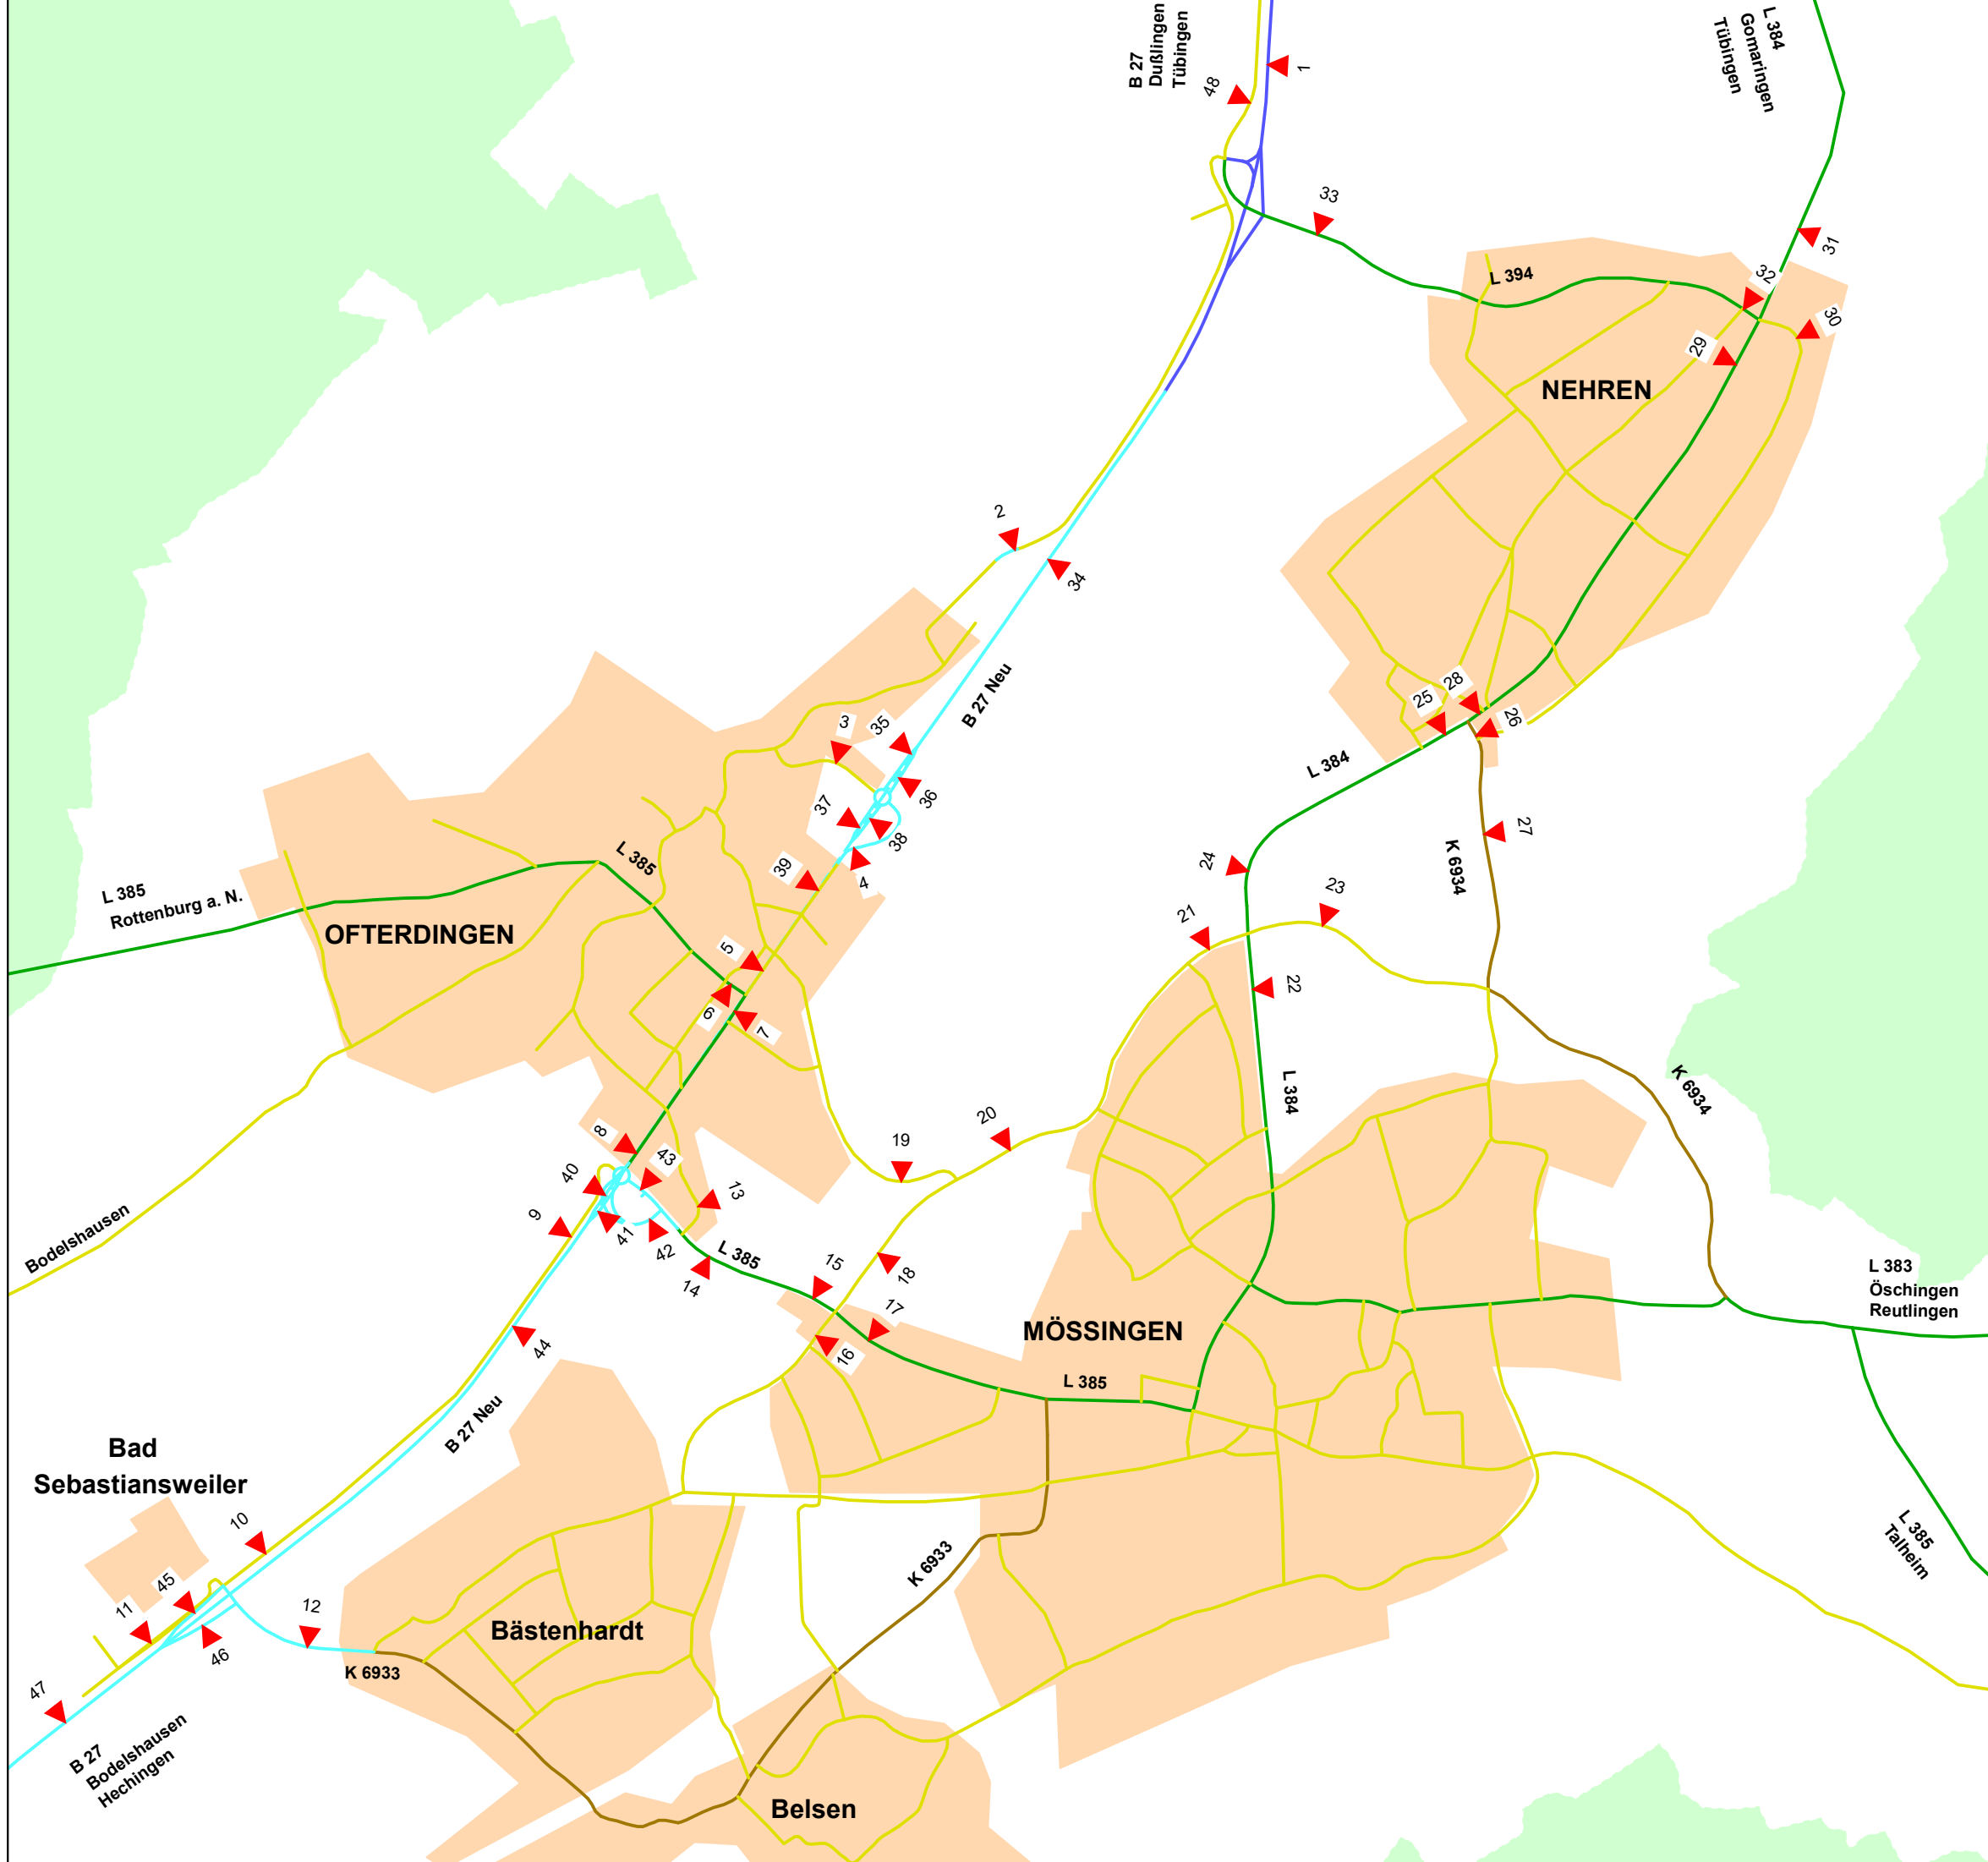 B 27
Dußlingen
Tübingen
L 384
Gomaringen
Tübingen
1
48
33
31
32
L 394
30
29
NEHREN
2
34
B 27 Neu
28
25
26
3
35
L 384
36
37
27
38
L 385
K 6934
24
39
4
23
L 385
Rottenburg a. N.
21
OFTERDINGEN
5
22
6
7
L 384
K 6934
20
8
19
43
40
13
9
Bodelshausen
41
42
L 385
15
18
14
L 383
Öschingen
Reutlingen
17
MÖSSINGEN
44
16
L 385
B 27 Neu
Bad
Sebastiansweiler
10
L 385
Talheim
K 6933
45
11
12
Bästenhardt
46
K 6933
47
B 27
Bodelshausen
Hechingen
Belsen